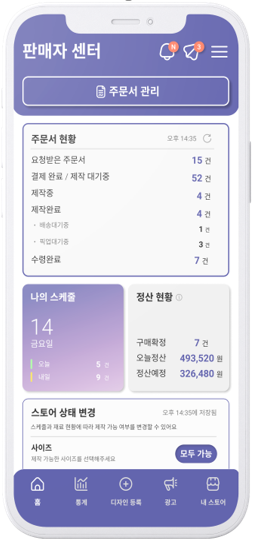 판매자 센터
N
3
주문서 관리
주문서 현황
오후 14:35
요청받은 주문서 15 건
결제 완료 / 제작 대기중 52 건
제작중 4 건
제작완료 4 건
· 배송대기중 1 건
· 픽업대기중 3 건
수령완료 7 건
나의 스케줄
14
금요일
오늘 5 건
내일 9 건
정산 현황
구매확정 7 건
오늘정산 493,520 원
정산예정 326,480 원
스토어 상태 변경
오후 14:35에 저장됨
스케줄과 재료 현황에 따라 제작 가능 여부를 변경할 수 있어요.
사이즈
제작 가능한 사이즈를 선택해주세요
모두 가능
홈
통계
디자인 등록
광고
내 스토어